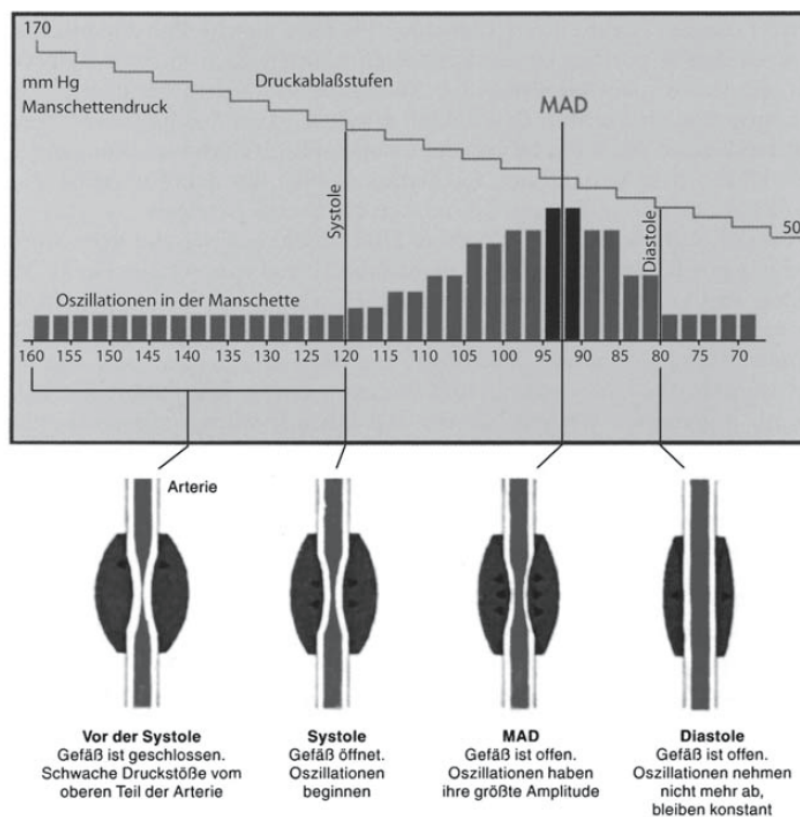 170
mm Hg
Manschettendruck
Druckablaßstufen
MAD
Systole
Diastole
50
Oszillationen in der Manschette
160 155 150 145 140 135 130 125 120 115 110 105 100 95 90 85 80 75 70
Arterie
Vor der Systole
Gefäß ist geschlossen.
Schwache Druckstöße vom
oberen Teil der Arterie
Systole
Gefäß öffnet.
Oszillationen
beginnen
MAD
Gefäß ist offen.
Oszillationen haben
ihre größte Amplitude
Diastole
Gefäß ist offen.
Oszillationen nehmen
nicht mehr ab,
bleiben konstant